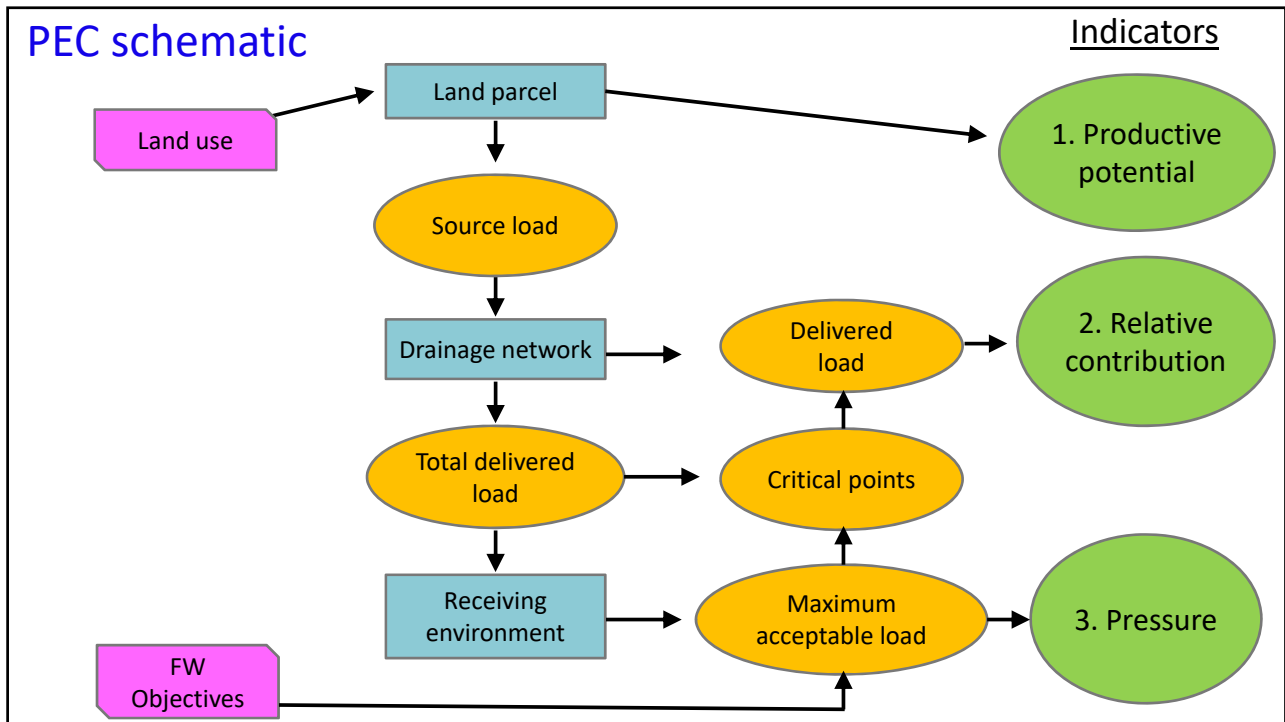 PEC schematic
Indicators
Land parcel
Land use
1. Productive
potential
Source load
Drainage network
Delivered
load
2. Relative
contribution
Total delivered
load
Critical points
Receiving
environment
Maximum
acceptable load
3. Pressure
FW
Objectives